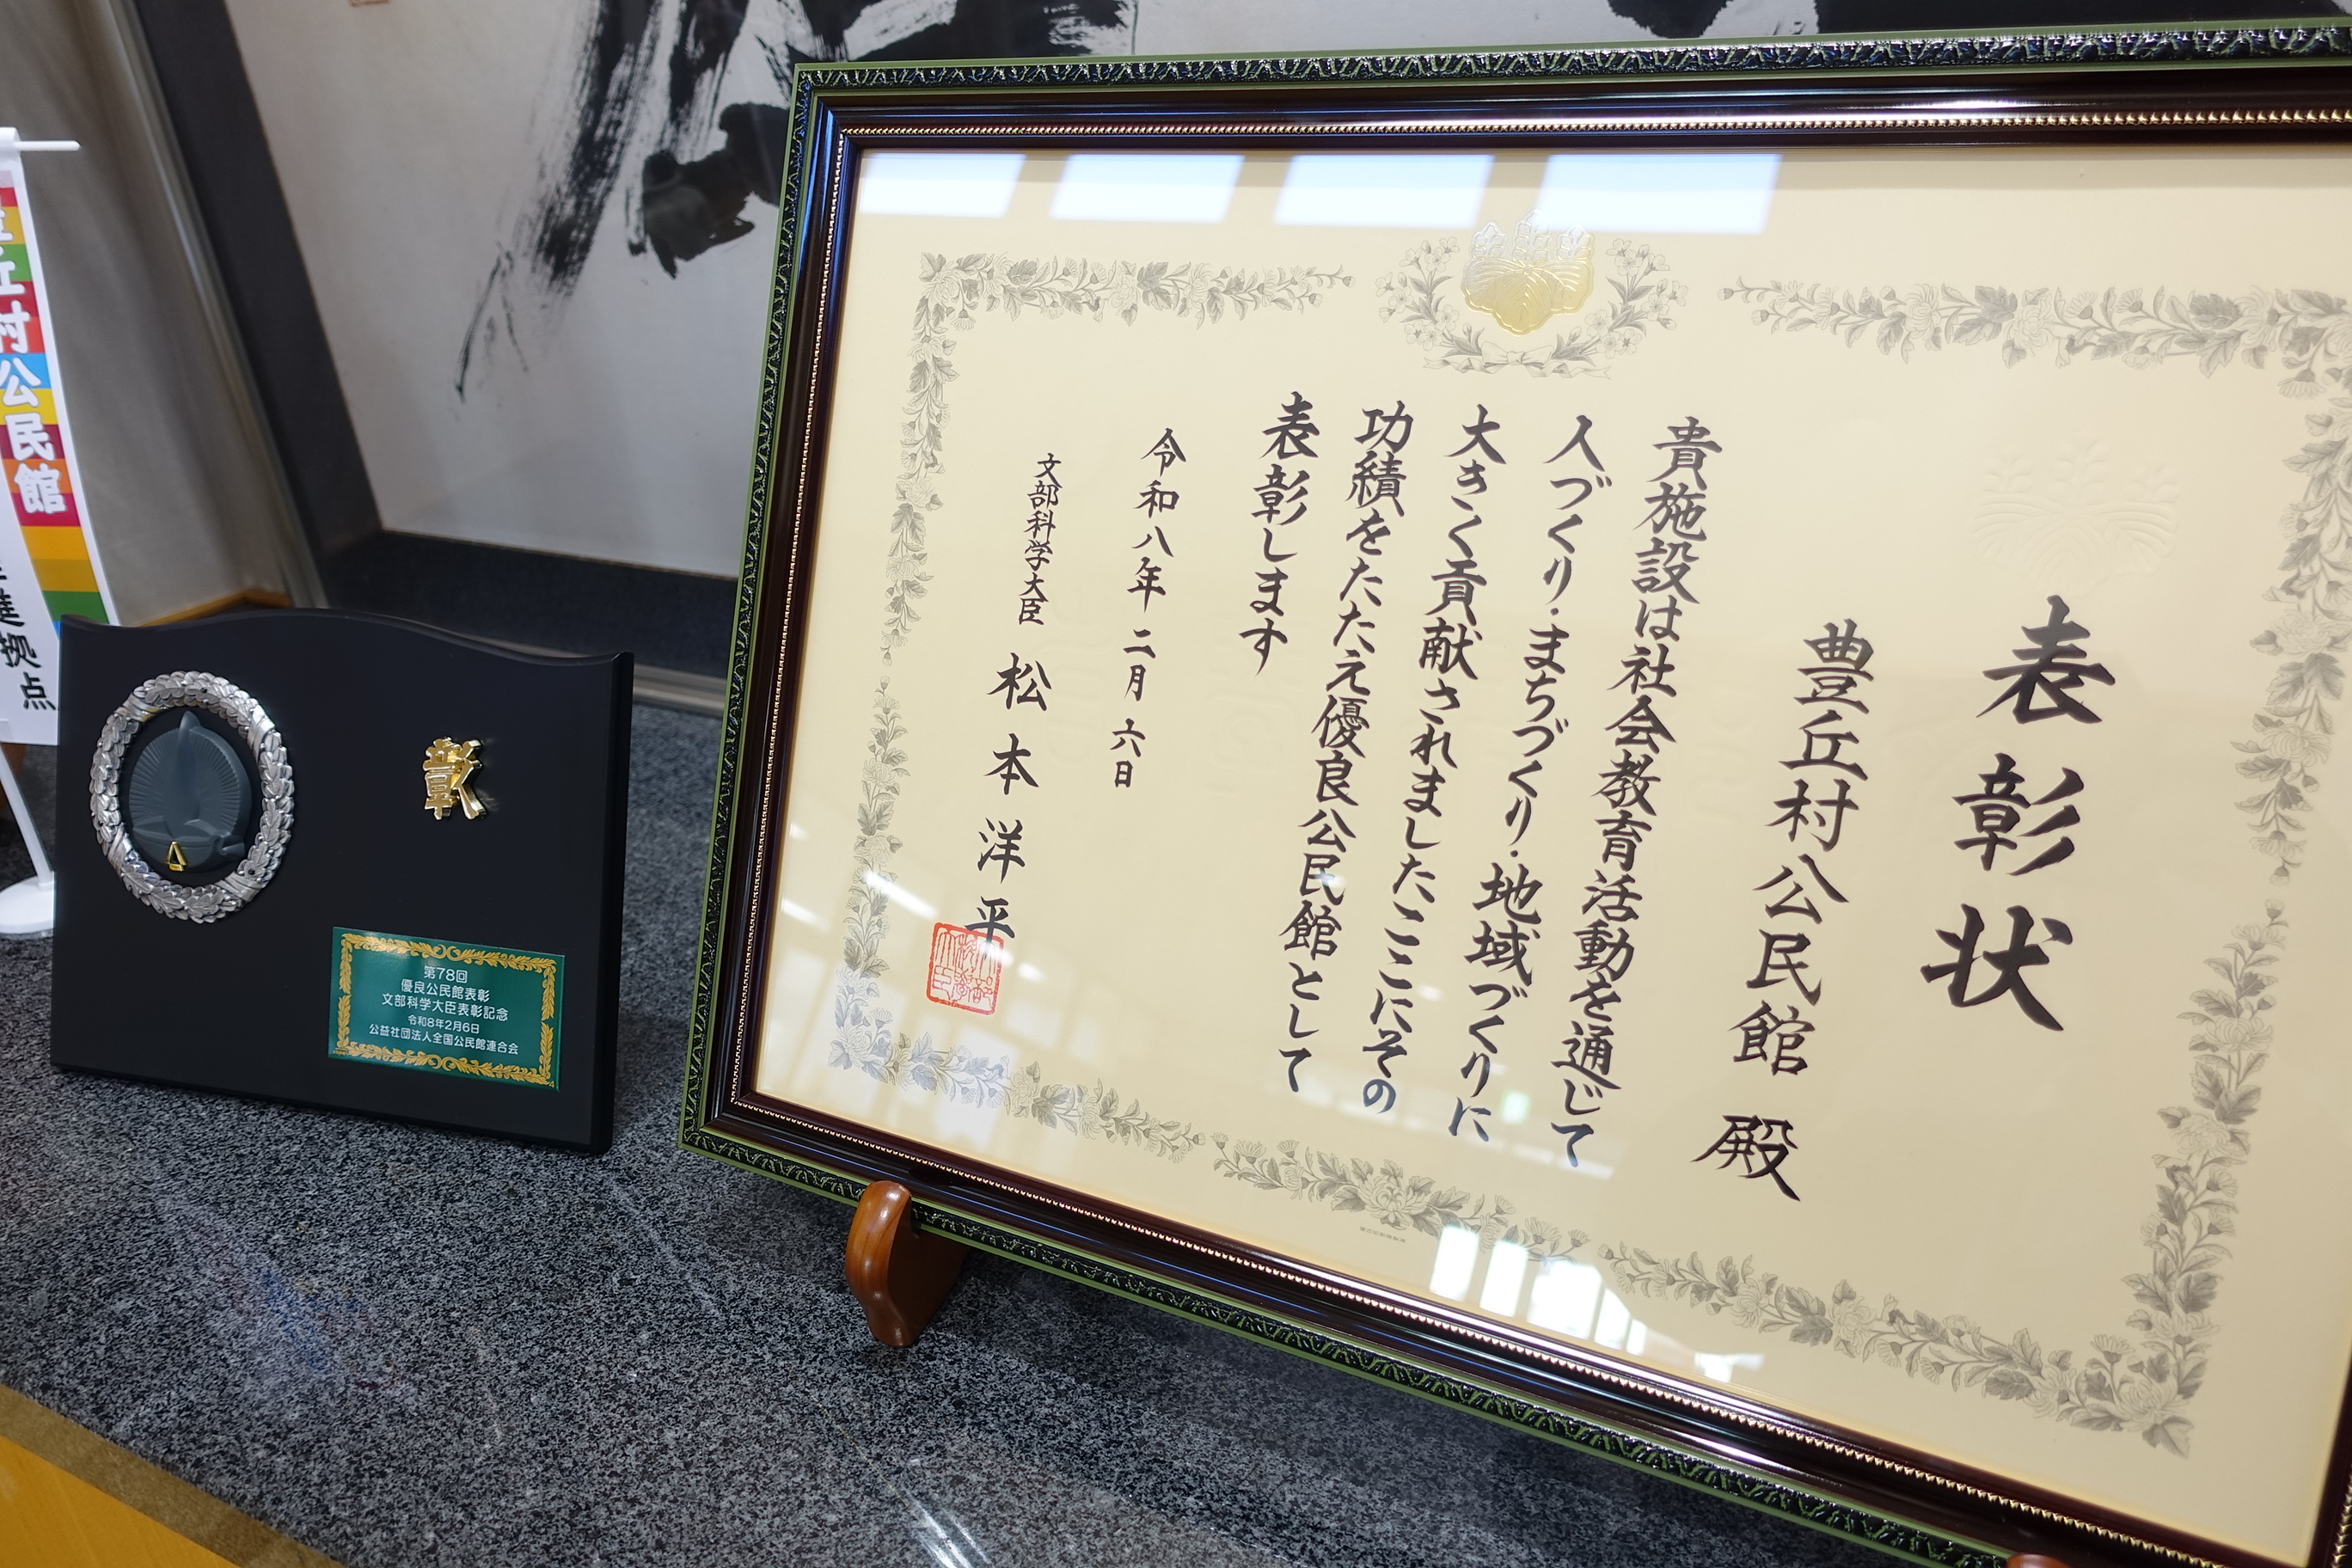 表彰状
豊丘村公民館 殿
貴施設は社会教育活動を通じて
人づくり・まちづくり・地域づくりに
大きく貢献されましたここにその
功績をたたえ優良公民館として
表彰します
令和八年二月六日
文部科学大臣 松本洋平
彰
第78回
優良公民館表彰
文部科学大臣表彰記念
令和8年2月6日
公益社団法人全国公民館連合会
丘村公民館
拠点